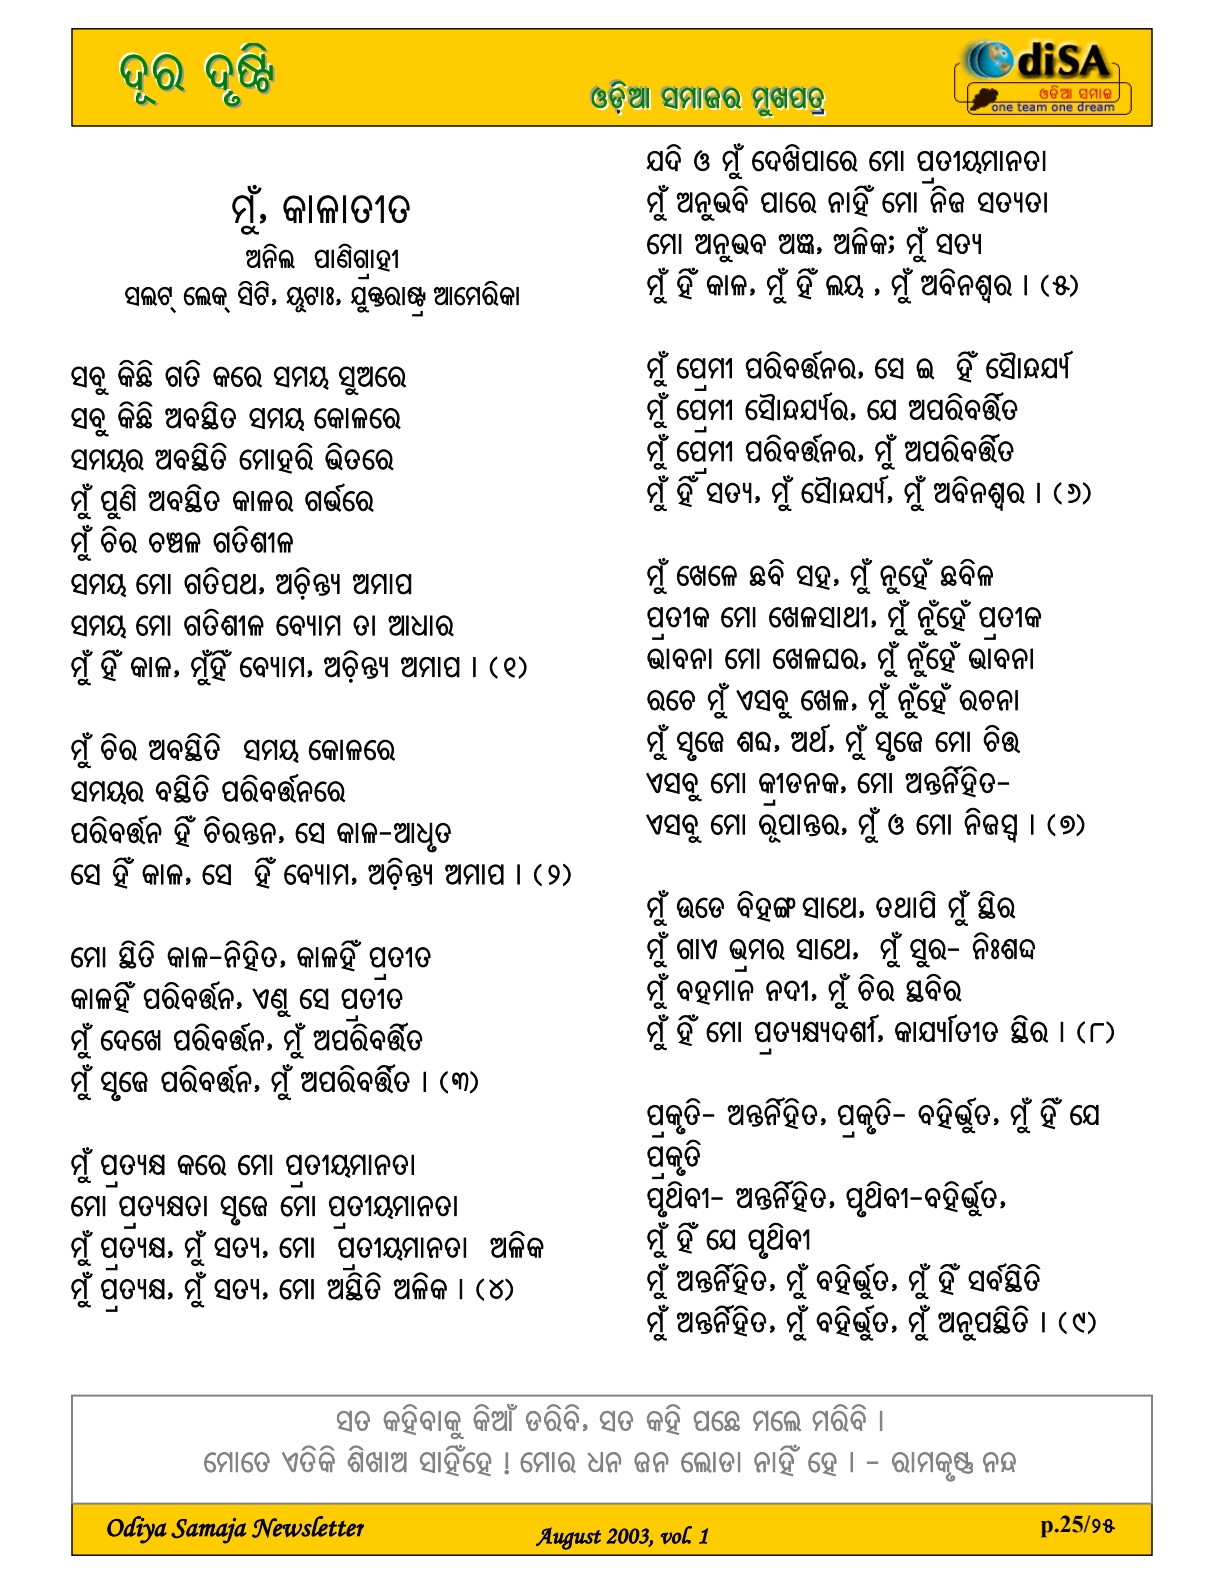 ଦୂର ଦୃଷ୍ଟି
ଓଡ଼ିଆ ସମାଜର ମୁଖପତ୍ର
OdiSA
ଓଡିଆ ସମାଜ
one team one dream
ମୁଁ, କାଳାତୀତ
ଅନିଲ ପାଣିଗ୍ରାହୀ
ସଲଟ୍ ଲେକ୍ ସିଟି, ୟୁଟାଃ, ଯୁକ୍ତରାଷ୍ଟ୍ର ଆମେରିକା
ସବୁ କିଛି ଗତି କରେ ସମୟ ସୁଅରେ
ସବୁ କିଛି ଅବସ୍ଥିତ ସମୟ କୋଳରେ
ସମୟର ଅବସ୍ଥିତି ମୋହରି ଭିତରେ
ମୁଁ ପୁଣି ଅବସ୍ଥିତ କାଳର ଗର୍ଭରେ
ମୁଁ ଚିର ଚଞ୍ଚଳ ଗତିଶୀଳ
ସମୟ ମୋ ଗତିପଥ, ଅଚ଼ିନ୍ତ୍ୟ ଅମାପ
ସମୟ ମୋ ଗତିଶୀଳ ବ୍ୟୋମ ତା ଆଧାର
ମୁଁ ହିଁ କାଳ, ମୁଁହିଁ ବ୍ୟୋମ, ଅଚ଼ିନ୍ତ୍ୟ ଅମାପ । (୧)
ମୁଁ ଚିର ଅବସ୍ଥିତି ସମୟ କୋଳରେ
ସମୟର ବସ୍ଥିତି ପରିବର୍ତ୍ତନରେ
ପରିବର୍ତ୍ତନ ହିଁ ଚିରନ୍ତନ, ସେ କାଳ-ଆଧୃତ
ସେ ହିଁ କାଳ, ସେ ହିଁ ବ୍ୟୋମ, ଅଚ଼ିନ୍ତ୍ୟ ଅମାପ । (୨)
ମୋ ସ୍ଥିତି କାଳ-ନିହିତ, କାଳହିଁ ପ୍ରତୀତ
କାଳହିଁ ପରିବର୍ତ୍ତନ, ଏଣୁ ସେ ପ୍ରତୀତ
ମୁଁ ଦେଖେ ପରିବର୍ତ୍ତନ, ମୁଁ ଅପରିବର୍ତ୍ତିତ
ମୁଁ ସୃଜେ ପରିବର୍ତ୍ତନ, ମୁଁ ଅପରିବର୍ତ୍ତିତ । (୩)
ମୁଁ ପ୍ରତ୍ୟକ୍ଷ କରେ ମୋ ପ୍ରତୀୟମାନତା
ମୋ ପ୍ରତ୍ୟକ୍ଷତା ସୃଜେ ମୋ ପ୍ରତୀୟମାନତା
ମୁଁ ପ୍ରତ୍ୟକ୍ଷ, ମୁଁ ସତ୍ୟ, ମୋ ପ୍ରତୀୟମାନତା ଅଳିକ
ମୁଁ ପ୍ରତ୍ୟକ୍ଷ, ମୁଁ ସତ୍ୟ, ମୋ ଅସ୍ଥିତି ଅଳିକ । (୪)
ଯଦି ଓ ମୁଁ ଦେଖିପାରେ ମୋ ପ୍ରତୀୟମାନତା
ମୁଁ ଅନୁଭବି ପାରେ ନାହିଁ ମୋ ନିଜ ସତ୍ୟତା
ମୋ ଅନୁଭବ ଅଜ୍ଞ, ଅଳିକ; ମୁଁ ସତ୍ୟ
ମୁଁ ହିଁ କାଳ, ମୁଁ ହିଁ ଲୟ , ମୁଁ ଅବିନଶ୍ୱର । (୫)
ମୁଁ ପ୍ରେମୀ ପରିବର୍ତ୍ତନର, ସେ ଇ ହିଁ ସୌନ୍ଦର୍ଯ୍ୟ
ମୁଁ ପ୍ରେମୀ ସୌନ୍ଦର୍ଯ୍ୟର, ଯେ ଅପରିବର୍ତ୍ତିତ
ମୁଁ ପ୍ରେମୀ ପରିବର୍ତ୍ତନର, ମୁଁ ଅପରିବର୍ତ୍ତିତ
ମୁଁ ହିଁ ସତ୍ୟ, ମୁଁ ସୌନ୍ଦର୍ଯ୍ୟ, ମୁଁ ଅବିନଶ୍ୱର । (୬)
ମୁଁ ଖେଳେ ଛବି ସହ, ମୁଁ ନୁହେଁ ଛବିଳ
ପ୍ରତୀକ ମୋ ଖେଳସାଥୀ, ମୁଁ ନୁଁହେଁ ପ୍ରତୀକ
ଭାବନା ମୋ ଖେଳଘର, ମୁଁ ନୁଁହେଁ ଭାବନା
ରଚେ ମୁଁ ଏସବୁ ଖେଳ, ମୁଁ ନୁଁହେଁ ରଚନା
ମୁଁ ସୃଜେ ଶବ୍ଦ, ଅର୍ଥ, ମୁଁ ସୃଜେ ମୋ ଚିତ୍ତ
ଏସବୁ ମୋ କ୍ରୀଡନକ, ମୋ ଅନ୍ତର୍ନିହିତ-
ଏସବୁ ମୋ ରୂପାନ୍ତର, ମୁଁ ଓ ମୋ ନିଜସ୍ୱ । (୭)
ମୁଁ ଉଡେ ବିହଙ୍ଗ ସାଥେ, ତଥାପି ମୁଁ ସ୍ଥିର
ମୁଁ ଗାଏ ଭ୍ରମର ସାଥେ, ମୁଁ ସୁର- ନିଃଶବ୍ଦ
ମୁଁ ବହମାନ ନଦୀ, ମୁଁ ଚିର ସ୍ଥବିର
ମୁଁ ହିଁ ମୋ ପ୍ରତ୍ୟକ୍ଷ୍ୟଦର୍ଶୀ, କାର୍ଯ୍ୟାତୀତ ସ୍ଥିର । (୮)
ପ୍ରକୃତି- ଅନ୍ତର୍ନିହିତ, ପ୍ରକୃତି- ବହିର୍ଭୁତ, ମୁଁ ହିଁ ଯେ
ପ୍ରକୃତି
ପୃଥିବୀ- ଅନ୍ତର୍ନିହିତ, ପୃଥିବୀ-ବହିର୍ଭୁତ,
ମୁଁ ହିଁ ଯେ ପୃଥିବୀ
ମୁଁ ଅନ୍ତର୍ନିହିତ, ମୁଁ ବହିର୍ଭୁତ, ମୁଁ ହିଁ ସର୍ବସ୍ଥିତି
ମୁଁ ଅନ୍ତର୍ନିହିତ, ମୁଁ ବହିର୍ଭୁତ, ମୁଁ ଅନୁପସ୍ଥିତି । (୯)
ସତ କହିବାକୁ କିଆଁ ଡରିବି, ସତ କହି ପଛେ ମଲେ ମରିବି ।
ମୋତେ ଏତିକି ଶିଖାଅ ସାହିଁହେ ! ମୋର ଧନ ଜନ ଲୋଡା ନାହିଁ ହେ । - ରାମକୃଷ୍ଣ ନନ୍ଦ
Odiya Samaja Newsletter
August 2003, vol. 1
p.25/୨୫